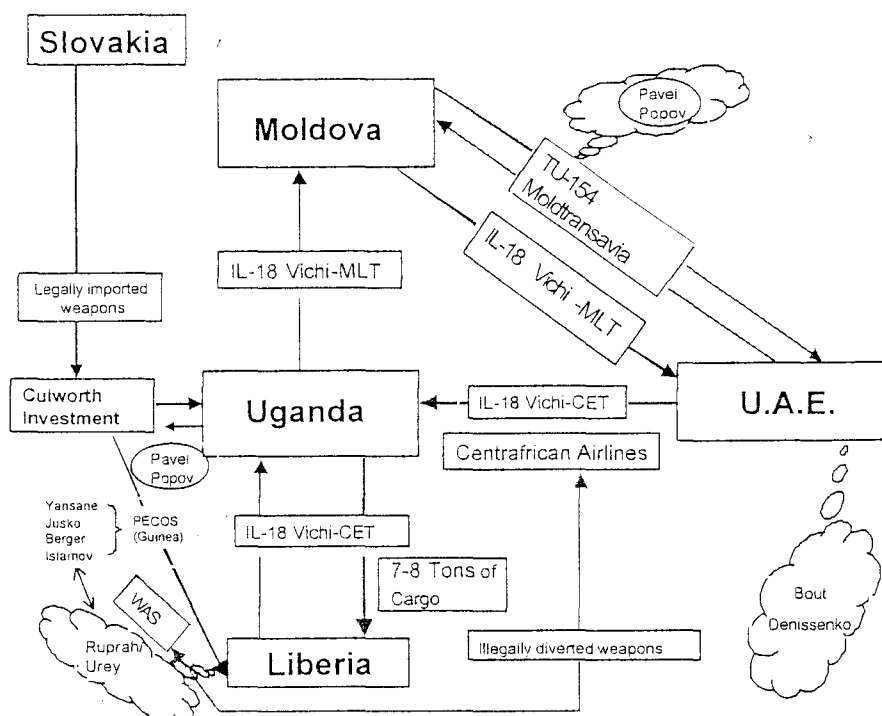 Slovakia
Moldova
Pavel
Popov
TU-154
Moldtransavia
IL-18 Vichi-MLT
IL-18 Vichi -MLT
Legally imported
weapons
Culworth
Investment
Uganda
IL-18 Vichi-CET
U.A.E.
Centrafrican Airlines
Pavel
Popov
Yansane
Jusko
Berger
Islamov
PECOS
(Guinea)
IL-18 Vichi-CET
7-8 Tons of
Cargo
WAS
Bout
Denissenko
Ruprah/
Urey
Liberia
Illegally diverted weapons